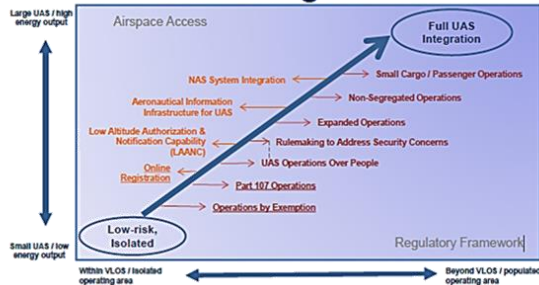 Large UAS / high
energy output
Airspace Access
Full UAS
Integration
NAS System Integration
Small Cargo / Passenger Operations
Non-Segregated Operations
Aeronautical Information
Infrastructure for UAS
Expanded Operations
Low Altitude Authorization &
Notification Capability
(LAANC)
Rulemaking to Address Security Concerns
UAS Operations Over People
Online
Registration
Part 107 Operations
Operations by Exemption
Low-risk,
Isolated
Small UAS / low
energy output
Regulatory Framework
Within VLOS / Isolated
operating area
Beyond VLOS / populated
operating area